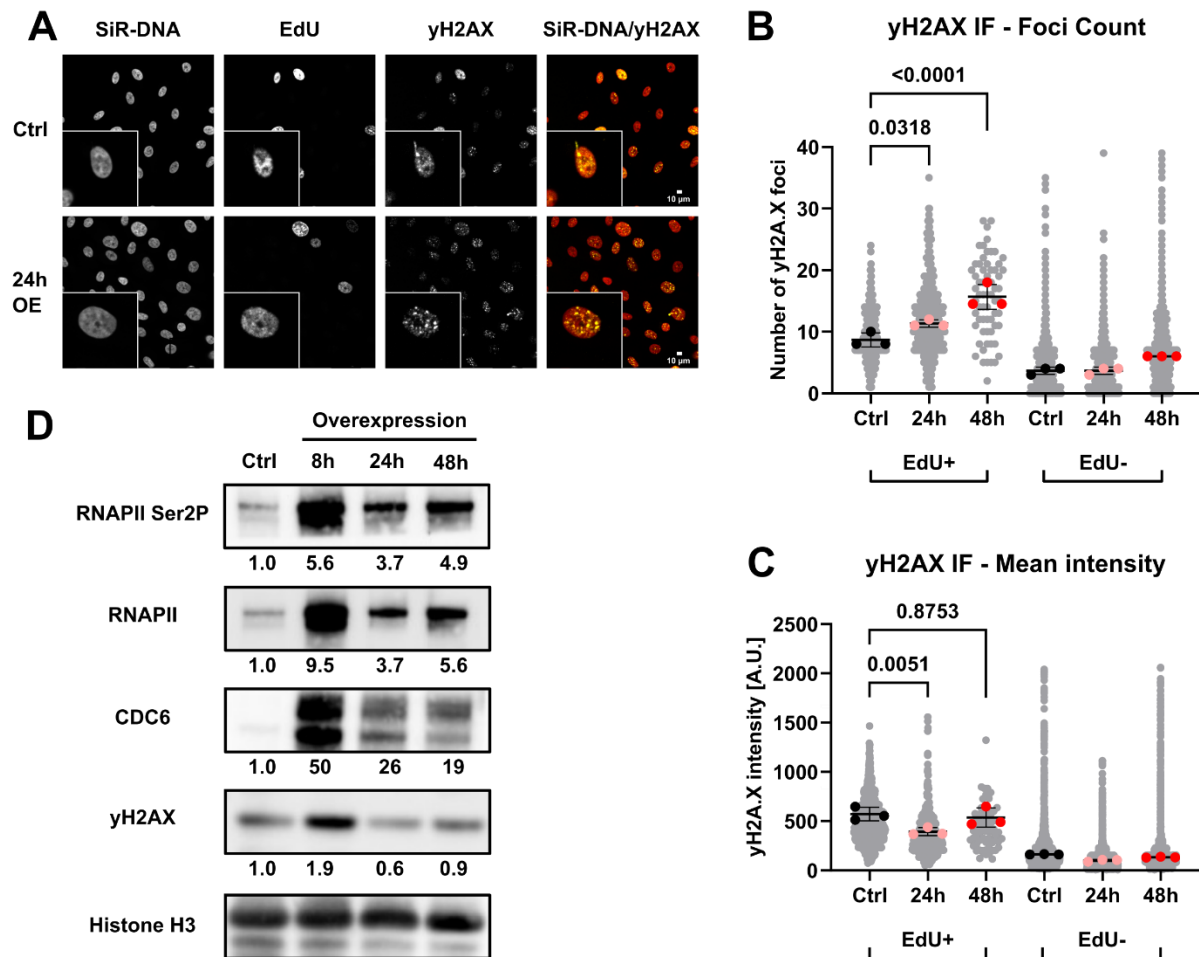 A
SiR-DNA EdU yH2AX SiR-DNA/yH2AX
Ctrl
10 µm
24h
OE
10 µm
B
yH2AX IF - Foci Count
<0.0001
0.0318
Number of yH2A.X foci
40
30
20
10
0
Ctrl 24h 48h Ctrl 24h 48h
EdU+ EdU-
C
yH2AX IF - Mean intensity
0.8753
0.0051
yH2A.X intensity [A.U.]
2500
2000
1500
1000
500
0
Ctrl 24h 48h Ctrl 24h 48h
EdU+ EdU-
D
Overexpression
Ctrl 8h 24h 48h
RNAPII Ser2P
1.0 5.6 3.7 4.9
RNAPII
1.0 9.5 3.7 5.6
CDC6
1.0 50 26 19
yH2AX
1.0 1.9 0.6 0.9
Histone H3